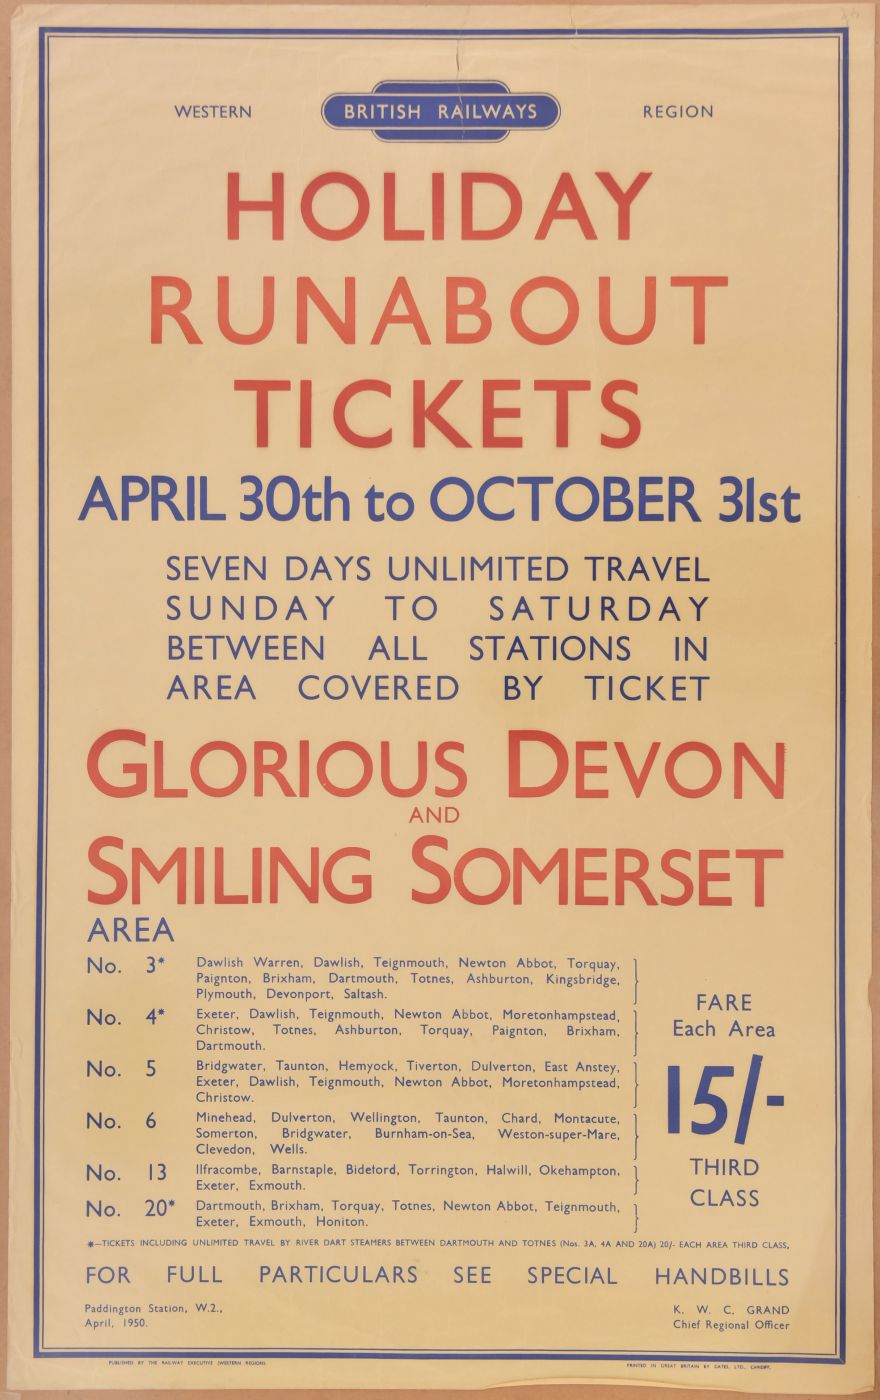 WESTERN BRITISH RAILWAYS REGION
HOLIDAY
RUNABOUT
TICKETS
APRIL 30th to OCTOBER 31st
SEVEN DAYS UNLIMITED TRAVEL
SUNDAY TO SATURDAY
BETWEEN ALL STATIONS IN
AREA COVERED BY TICKET
GLORIOUS DEVON
AND
SMILING SOMERSET
AREA
No. 3* Dawlish Warren, Dawlish, Teignmouth, Newton Abbot, Torquay,
Paignton, Brixham, Dartmouth, Totnes, Ashburton, Kingsbridge,
Plymouth, Devonport, Saltash.
No. 4* Exeter, Dawlish, Teignmouth, Newton Abbot, Moretonhampstead,
Christow, Totnes, Ashburton, Torquay, Paignton, Brixham,
Dartmouth.
No. 5 Bridgwater, Taunton, Hemyock, Tiverton, Dulverton, East Anstey,
Exeter, Dawlish, Teignmouth, Newton Abbot, Moretonhampstead,
Christow.
No. 6 Minehead, Dulverton, Wellington, Taunton, Chard, Montacute,
Somerton, Bridgwater, Burnham-on-Sea, Weston-super-Mare,
Clevedon, Wells.
No. 13 Ilfracombe, Barnstaple, Bideford, Torrington, Halwill, Okehampton,
Exeter, Exmouth.
No. 20* Dartmouth, Brixham, Torquay, Totnes, Newton Abbot, Teignmouth,
Exeter, Exmouth, Honiton.
FARE
Each Area
15/-
THIRD
CLASS
*—TICKETS INCLUDING UNLIMITED TRAVEL BY RIVER DART STEAMERS BETWEEN DARTMOUTH AND TOTNES (Nos. 3A, 4A AND 20A) 20/- EACH AREA THIRD CLASS,
FOR FULL PARTICULARS SEE SPECIAL HANDBILLS
Paddington Station, W.2.,
April, 1950.
K. W. C. GRAND
Chief Regional Officer
PUBLISHED BY THE RAILWAY EXECUTIVE (WESTERN REGION)
PRINTED IN GREAT BRITAIN BY OATES, LTD., CARDIFF.